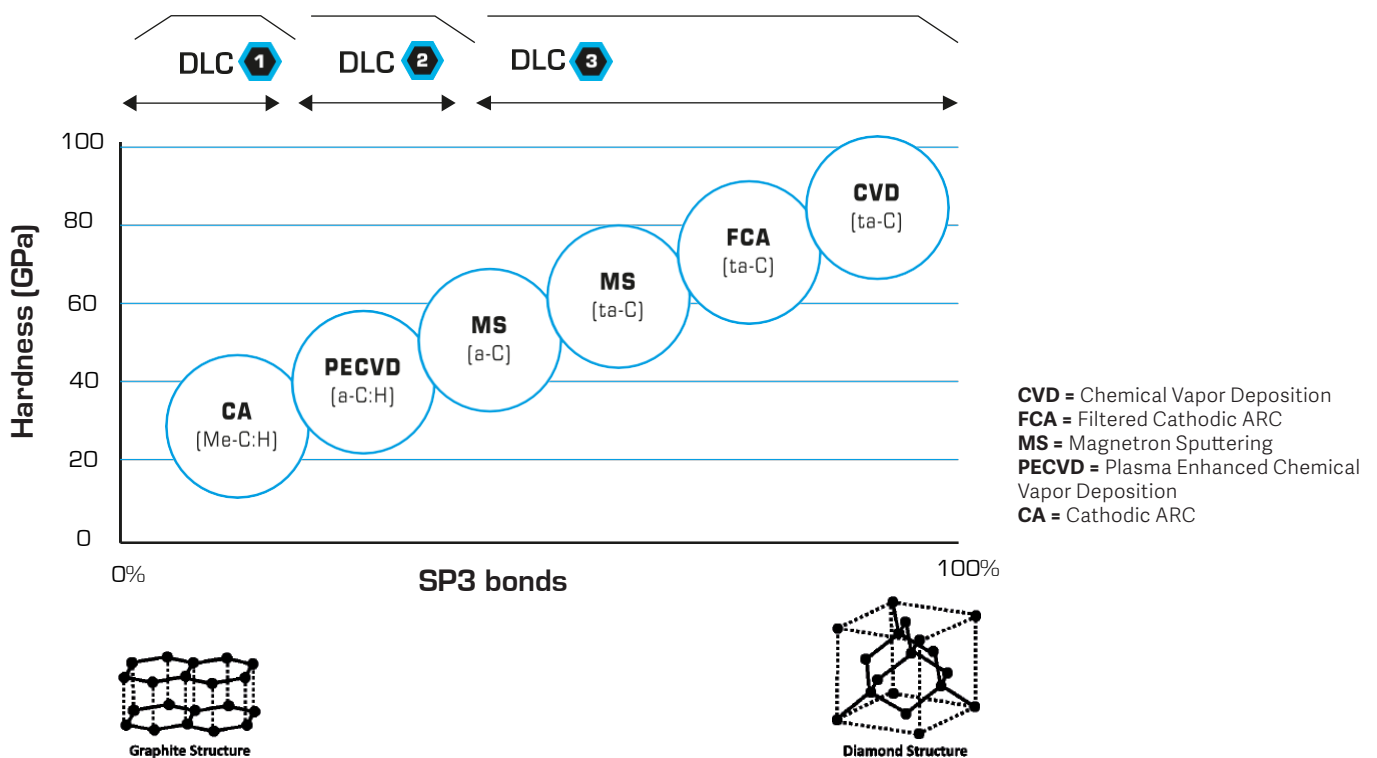 DLC 1
DLC 2
DLC 3
Hardness (GPa)
100
80
60
40
20
0
CVD
(ta-C)
FCA
(ta-C)
MS
(ta-C)
MS
(a-C)
PECVD
(a-C:H)
CA
(Me-C:H)
0%
SP3 bonds
100%
CVD = Chemical Vapor Deposition
FCA = Filtered Cathodic ARC
MS = Magnetron Sputtering
PECVD = Plasma Enhanced Chemical
Vapor Deposition
CA = Cathodic ARC
Graphite Structure
Diamond Structure